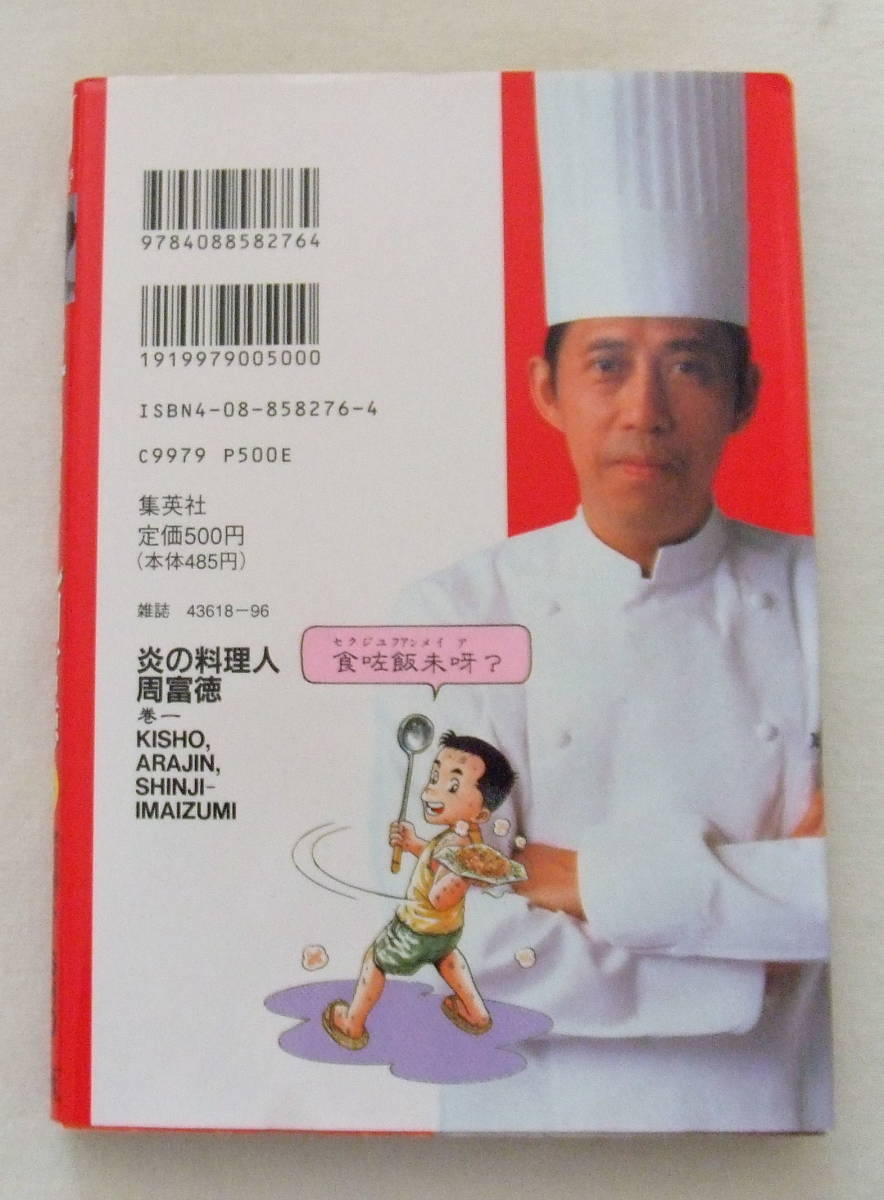 9784088582764
1919979005000
ISBN4-08-858276-4
C9979 P500E
集英社
定価500円
(本体485円)
雑誌 43618-96
炎の料理人
周富徳
巻一
KISHO,
ARAJIN,
SHINJI-
IMAIZUMI
セクジユフアンメイ ア
食咗飯未呀？